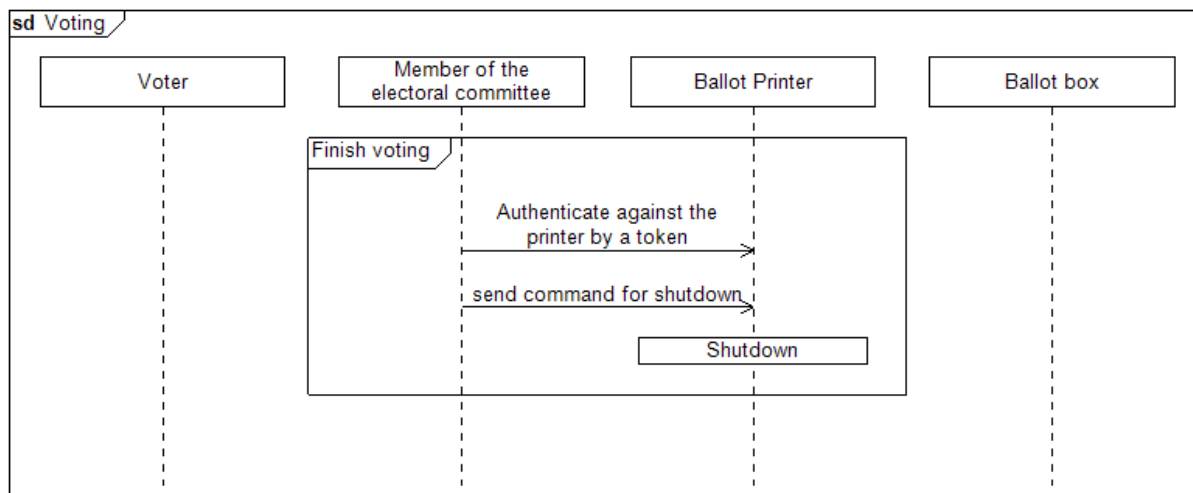 sd Voting
Voter
Member of the
electoral committee
Ballot Printer
Ballot box
Finish voting
Authenticate against the
printer by a token
send command for shutdown
Shutdown